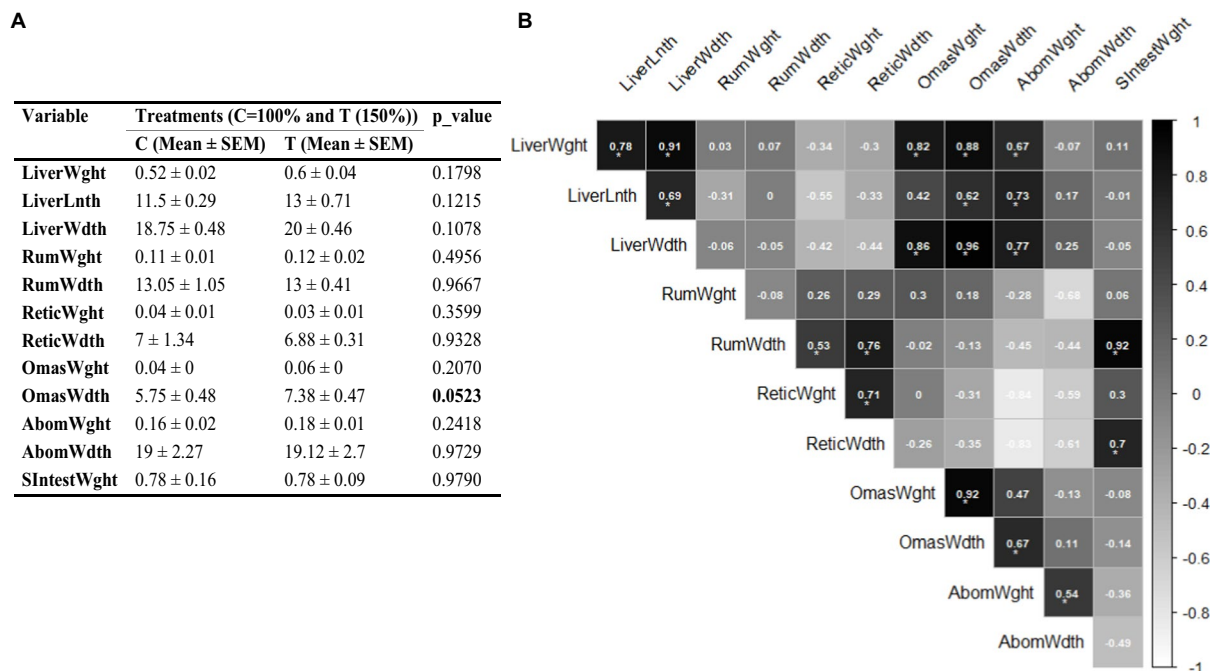 A
Variable Treatments (C=100% and T (150%)) p_value
C (Mean ± SEM) T (Mean ± SEM)
LiverWght 0.52 ± 0.02 0.6 ± 0.04 0.1798
LiverLnth 11.5 ± 0.29 13 ± 0.71 0.1215
LiverWdth 18.75 ± 0.48 20 ± 0.46 0.1078
RumWght 0.11 ± 0.01 0.12 ± 0.02 0.4956
RumWdth 13.05 ± 1.05 13 ± 0.41 0.9667
ReticWght 0.04 ± 0.01 0.03 ± 0.01 0.3599
ReticWdth 7 ± 1.34 6.88 ± 0.31 0.9328
OmasWght 0.04 ± 0 0.06 ± 0 0.2070
OmasWdth 5.75 ± 0.48 7.38 ± 0.47 0.0523
AbomWght 0.16 ± 0.02 0.18 ± 0.01 0.2418
AbomWdth 19 ± 2.27 19.12 ± 2.7 0.9729
SIntestWght 0.78 ± 0.16 0.78 ± 0.09 0.9790
B
LiverLnth LiverWdth RumWght RumWdth ReticWght ReticWdth OmasWght OmasWdth AbomWght AbomWdth SIntestWght
LiverWght 0.78* 0.91* 0.03 0.07 -0.34 -0.3 0.82* 0.88* 0.67* -0.07 0.11
LiverLnth 0.69* -0.31 0 -0.55 -0.33 0.42 0.62* 0.73* 0.17 -0.01
LiverWdth -0.06 -0.05 -0.42 -0.44 0.86* 0.96* 0.77* 0.25 -0.05
RumWght -0.08 0.26 0.29 0.3 0.18 -0.28 -0.68 0.06
RumWdth 0.53* 0.76* -0.02 -0.13 -0.45 -0.44 0.92*
ReticWght 0.71* 0 -0.31 -0.84 -0.59 0.3
ReticWdth -0.26 -0.35 -0.83 -0.61 0.7*
OmasWght 0.92* 0.47 -0.13 -0.08
OmasWdth 0.67* 0.11 -0.14
AbomWght 0.54* -0.36
AbomWdth -0.49
1
0.8
0.6
0.4
0.2
0
-0.2
-0.4
-0.6
-0.8
-1